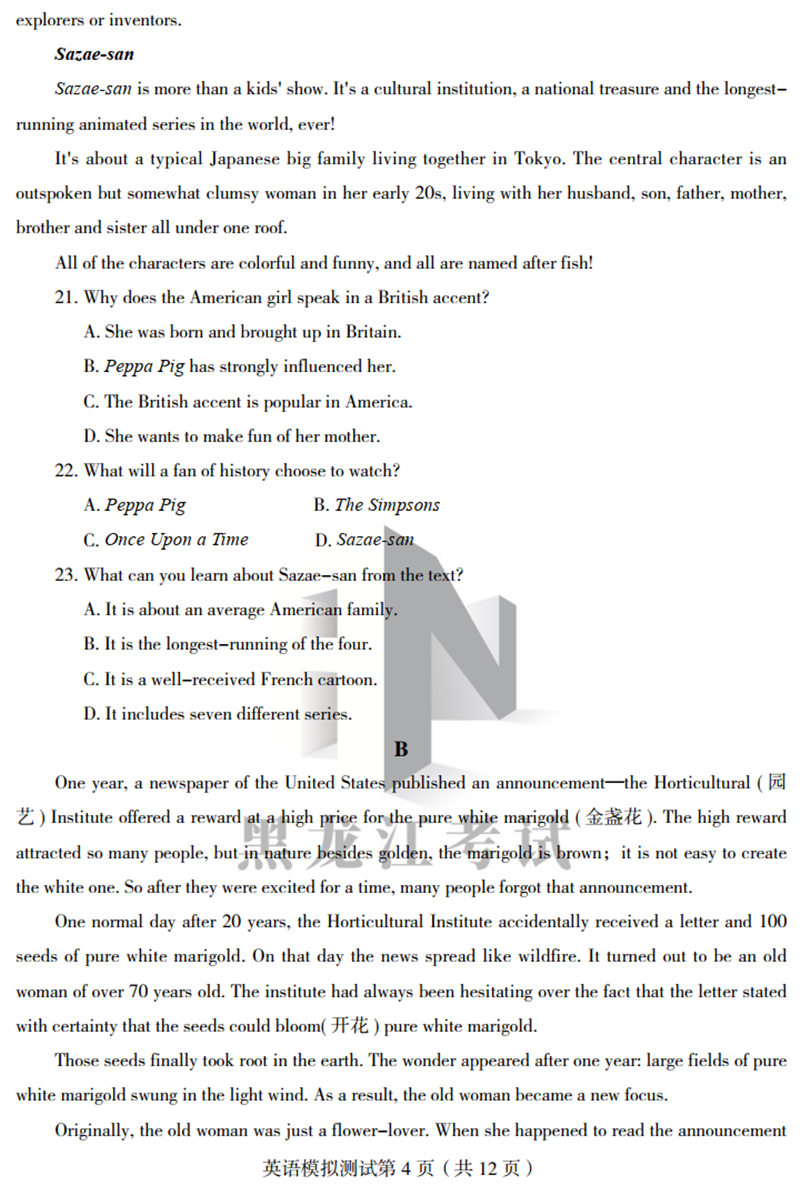 explorers or inventors.
Sazae-san
Sazae-san is more than a kids' show. It's a cultural institution, a national treasure and the longest-
running animated series in the world, ever!
It's about a typical Japanese big family living together in Tokyo. The central character is an
outspoken but somewhat clumsy woman in her early 20s, living with her husband, son, father, mother,
brother and sister all under one roof.
All of the characters are colorful and funny, and all are named after fish!
21. Why does the American girl speak in a British accent?
A. She was born and brought up in Britain.
B. Peppa Pig has strongly influenced her.
C. The British accent is popular in America.
D. She wants to make fun of her mother.
22. What will a fan of history choose to watch?
A. Peppa Pig B. The Simpsons
C. Once Upon a Time D. Sazae-san
23. What can you learn about Sazae-san from the text?
A. It is about an average American family.
B. It is the longest-running of the four.
C. It is a well-received French cartoon.
D. It includes seven different series.
B
One year, a newspaper of the United States published an announcement—the Horticultural ( 园
艺 ) Institute offered a reward at a high price for the pure white marigold ( 金盏花 ). The high reward
黑龙江考试
attracted so many people, but in nature besides golden, the marigold is brown; it is not easy to create
the white one. So after they were excited for a time, many people forgot that announcement.
One normal day after 20 years, the Horticultural Institute accidentally received a letter and 100
seeds of pure white marigold. On that day the news spread like wildfire. It turned out to be an old
woman of over 70 years old. The institute had always been hesitating over the fact that the letter stated
with certainty that the seeds could bloom( 开花 ) pure white marigold.
Those seeds finally took root in the earth. The wonder appeared after one year: large fields of pure
white marigold swung in the light wind. As a result, the old woman became a new focus.
Originally, the old woman was just a flower-lover. When she happened to read the announcement
英语模拟测试第 4 页（共 12 页）